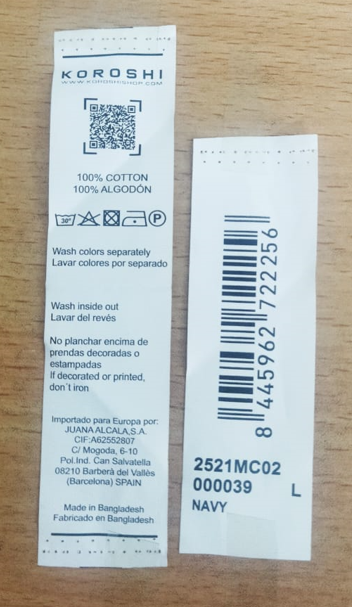 KOROSHI
WWW.KOROSHISHOP.COM
100% COTTON
100% ALGODÓN
30°
P
Wash colors separately
Lavar colores por separado
Wash inside out
Lavar del revés
No planchar encima de
prendas decoradas o
estampadas
If decorated or printed,
don´t iron
Importado para Europa por:
JUANA ALCALA,S.A.
CIF:A62552807
C/ Mogoda, 6-10
Pol.Ind. Can Salvatella
08210 Barberà del Vallès
(Barcelona) SPAIN
Made in Bangladesh
Fabricado en Bangladesh
8 445962 722256
2521MC02
000039 L
NAVY